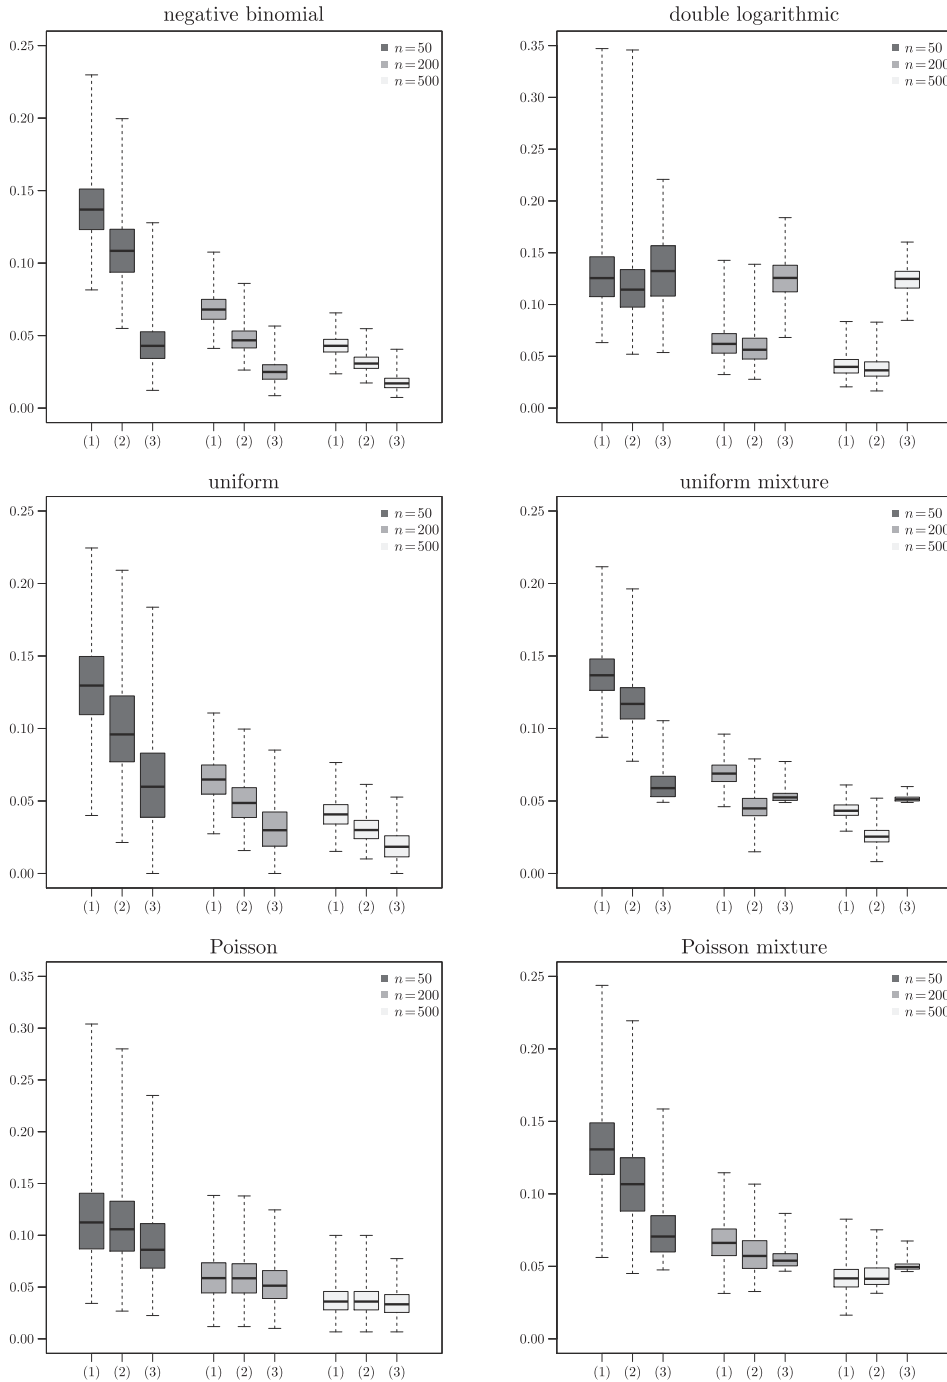 negative binomial
0.25
0.20
0.15
0.10
0.05
0.00
n=50
n=200
n=500
(1) (2) (3) (1) (2) (3) (1) (2) (3)
double logarithmic
0.35
0.30
0.25
0.20
0.15
0.10
0.05
0.00
n=50
n=200
n=500
(1) (2) (3) (1) (2) (3) (1) (2) (3)
uniform
0.25
0.20
0.15
0.10
0.05
0.00
n=50
n=200
n=500
(1) (2) (3) (1) (2) (3) (1) (2) (3)
uniform mixture
0.25
0.20
0.15
0.10
0.05
0.00
n=50
n=200
n=500
(1) (2) (3) (1) (2) (3) (1) (2) (3)
Poisson
0.35
0.30
0.25
0.20
0.15
0.10
0.05
0.00
n=50
n=200
n=500
(1) (2) (3) (1) (2) (3) (1) (2) (3)
Poisson mixture
0.25
0.20
0.15
0.10
0.05
0.00
n=50
n=200
n=500
(1) (2) (3) (1) (2) (3) (1) (2) (3)